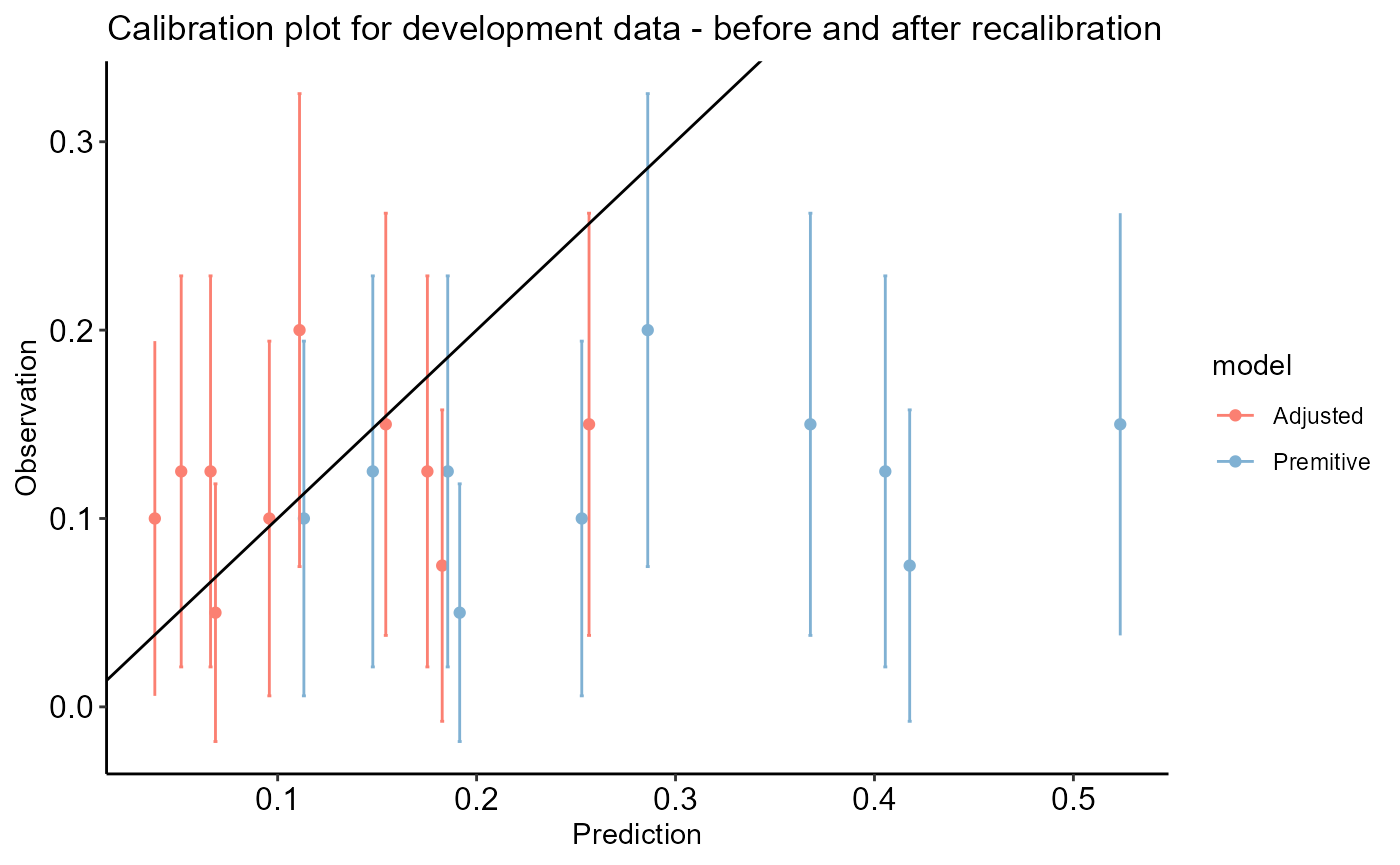 Calibration plot for development data - before and after recalibration
Observation
0.3
0.2
0.1
0.0
0.1 0.2 0.3 0.4 0.5
Prediction
model
Adjusted
Premitive